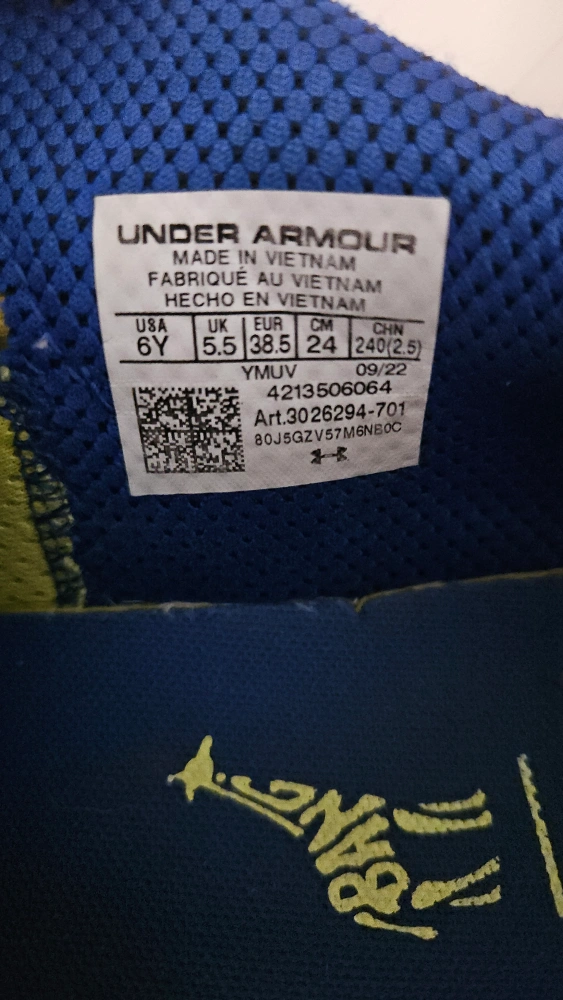 UNDER ARMOUR
MADE IN VIETNAM
FABRIQUÉ AU VIETNAM
HECHO EN VIETNAM
USA UK EUR CM CHN
6Y 5.5 38.5 24 240(2.5)
YMUV 09/22
4213506064
Art.3026294-701
80J5GZV57M6NB0C
BANG